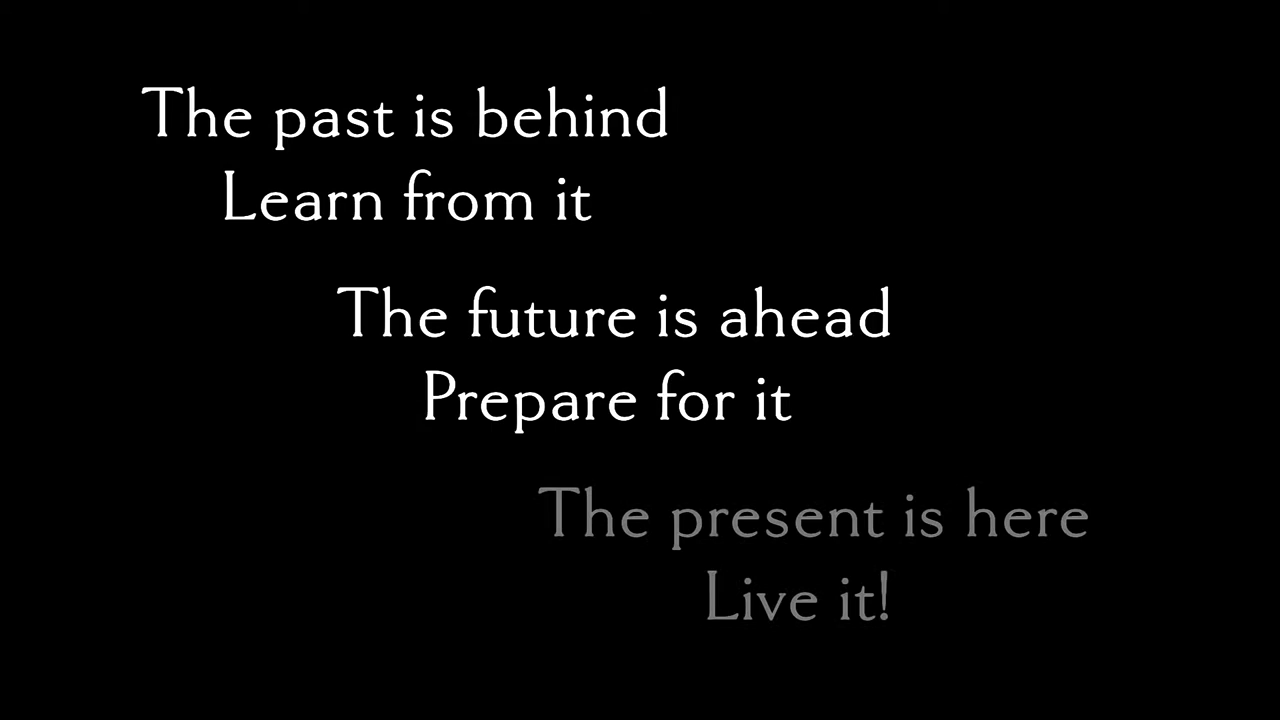 The past is behind
Learn from it
The future is ahead
Prepare for it
The present is here
Live it!